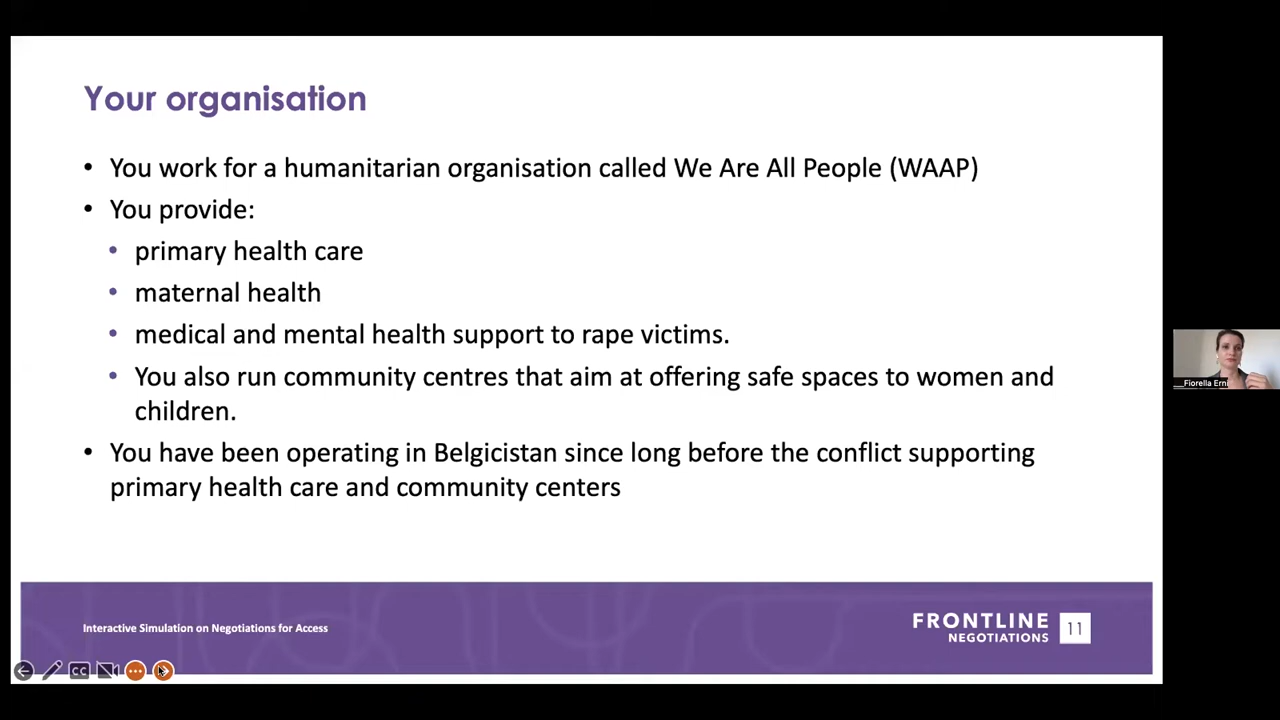 Your organisation
• You work for a humanitarian organisation called We Are All People (WAAP)
• You provide:
• primary health care
• maternal health
• medical and mental health support to rape victims.
• You also run community centres that aim at offering safe spaces to women and
children.
• You have been operating in Belgicistan since long before the conflict supporting
primary health care and community centers
Fiorella Erni
Interactive Simulation on Negotiations for Access
FRONTLINE
NEGOTIATIONS
11
CC